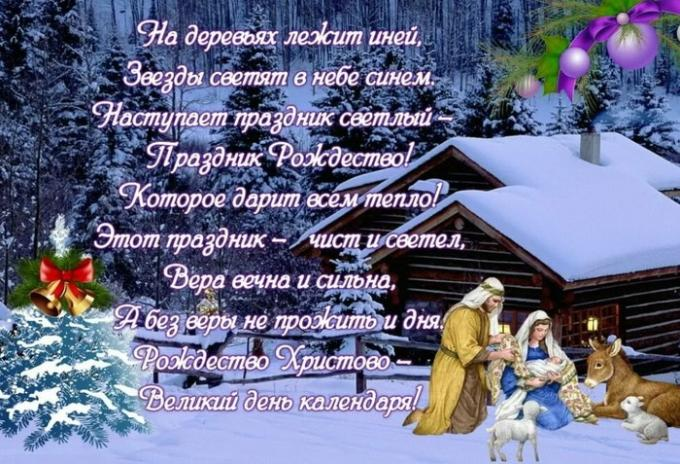 На деревьях лежит иней,
Звезды светят в небе синем.
Наступает праздник светлый –
Праздник Рождество!
Которое дарит всем тепло!
Этот праздник – чист и светел,
Вера вечна и сильна,
А без веры не прожить и дня.
Рождество Христово –
Великий день календаря!